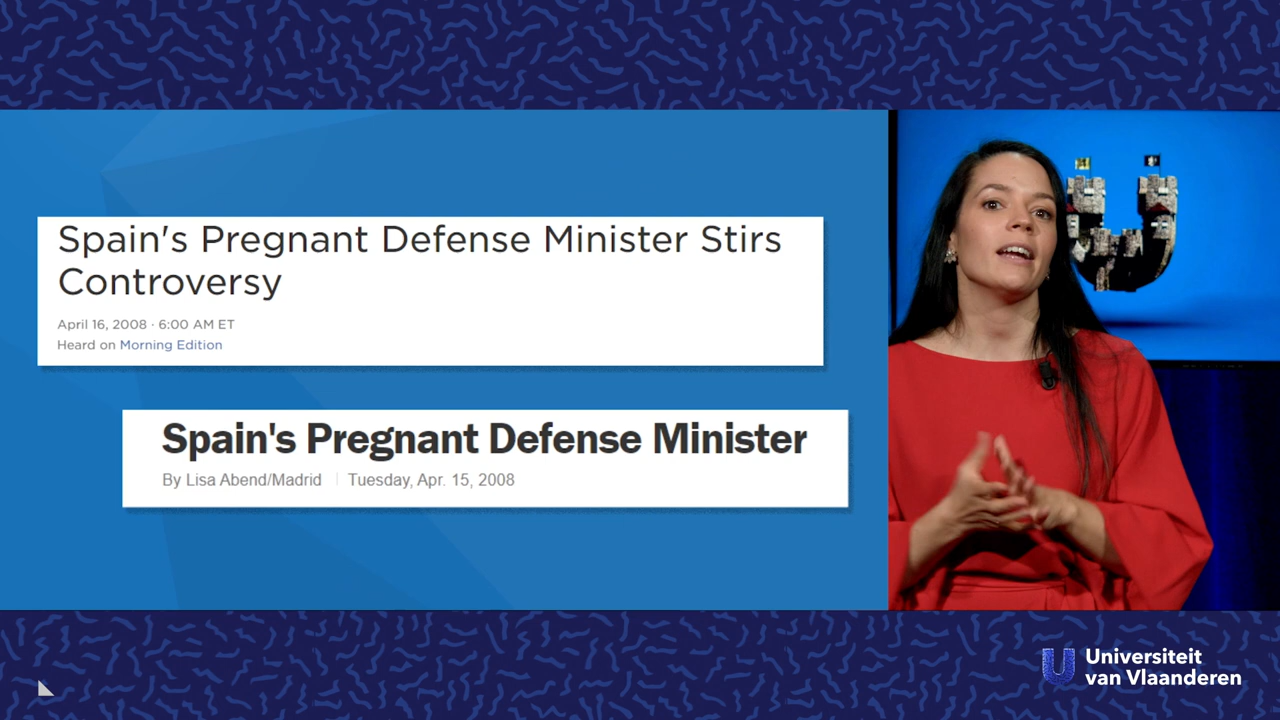 Spain's Pregnant Defense Minister Stirs
Controversy
April 16, 2008 · 6:00 AM ET
Heard on Morning Edition
Spain's Pregnant Defense Minister
By Lisa Abend/Madrid | Tuesday, Apr. 15, 2008
Universiteit
van Vlaanderen